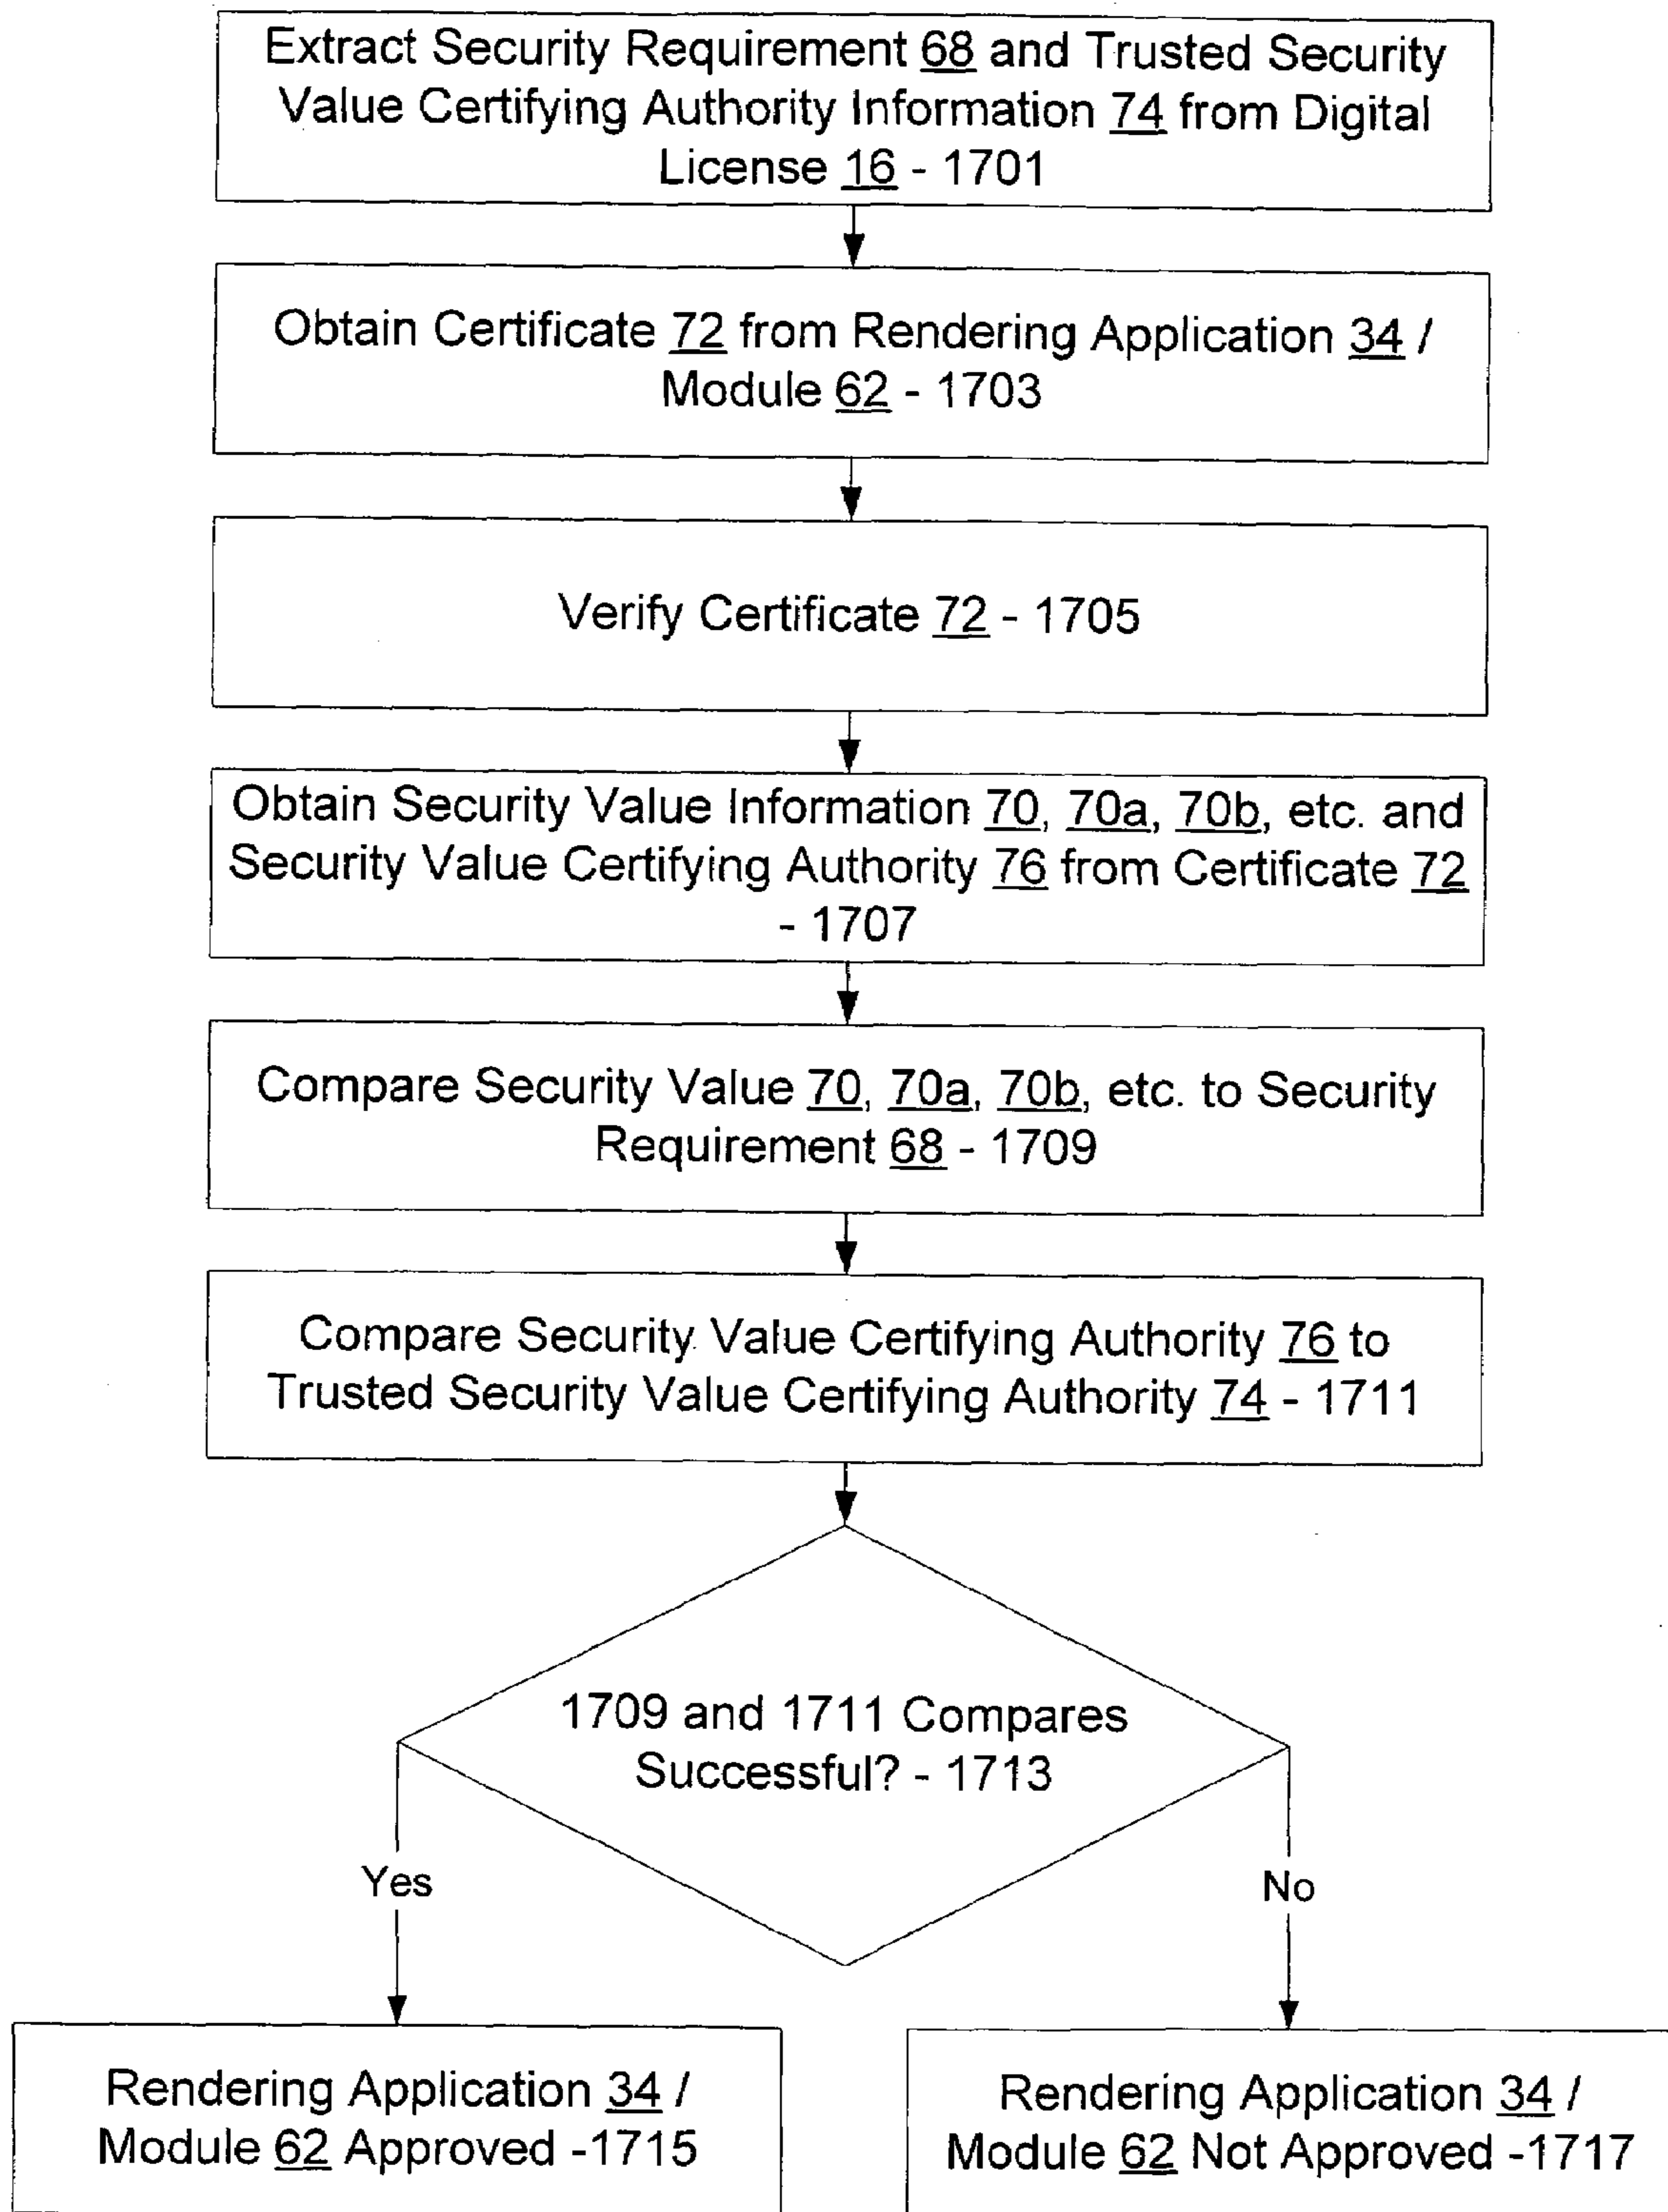 Extract Security Requirement 68 and Trusted Security
Value Certifying Authority Information 74 from Digital
License 16 - 1701
Obtain Certificate 72 from Rendering Application 34 /
Module 62 - 1703
Verify Certificate 72 - 1705
Obtain Security Value Information 70, 70a, 70b, etc. and
Security Value Certifying Authority 76 from Certificate 72
- 1707
Compare Security Value 70, 70a, 70b, etc. to Security
Requirement 68 - 1709
Compare Security Value Certifying Authority 76 to
Trusted Security Value Certifying Authority 74 - 1711
1709 and 1711 Compares
Successful? - 1713
Yes
No
Rendering Application 34 /
Module 62 Approved -1715
Rendering Application 34 /
Module 62 Not Approved -1717